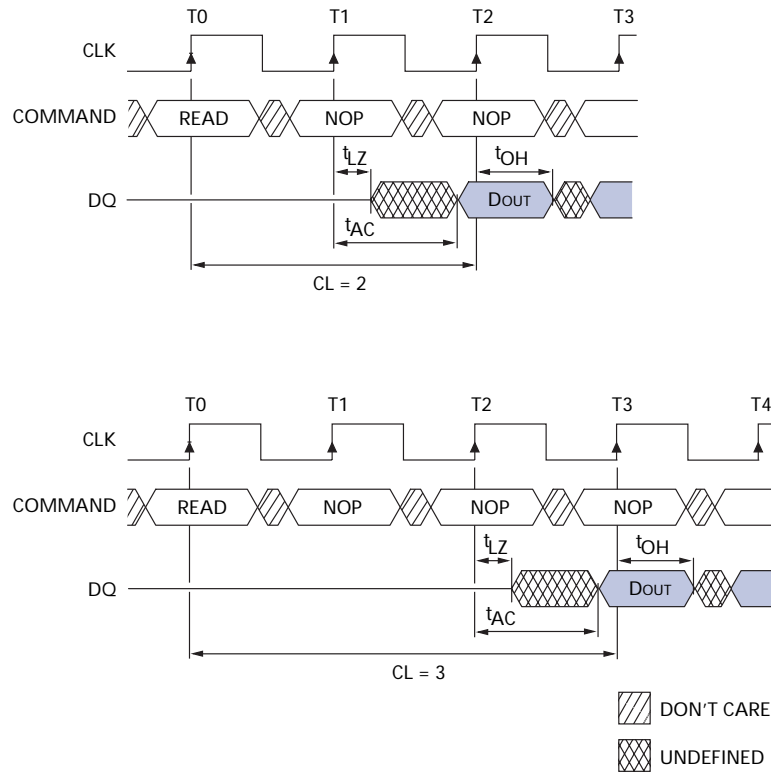 T0 T1 T2 T3
CLK
COMMAND READ NOP NOP
tLZ tOH
DQ DOUT
tAC
CL = 2
T0 T1 T2 T3 T4
CLK
COMMAND READ NOP NOP NOP
tLZ tOH
DQ DOUT
tAC
CL = 3
DON'T CARE
UNDEFINED